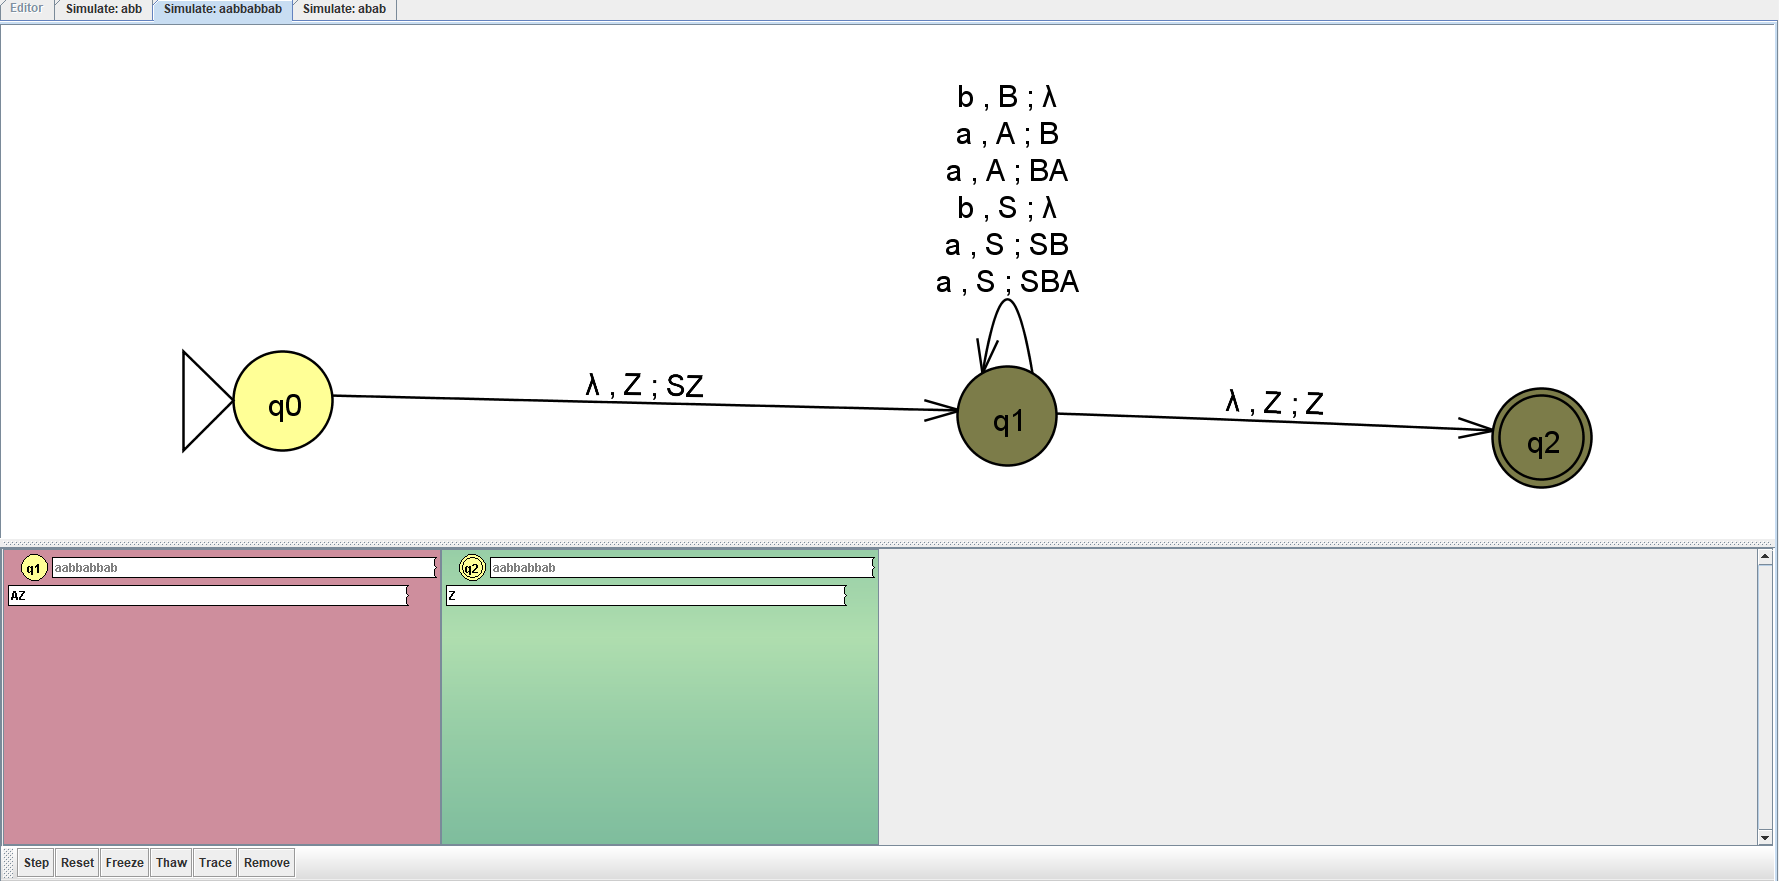 Editor Simulate: abb Simulate: aabbabbab Simulate: abab
b , B ; λ
a , A ; B
a , A ; BA
b , S ; λ
a , S ; SB
a , S ; SBA
λ , Z ; SZ
λ , Z ; Z
q0
q1
q2
q1 aabbabbab
AZ
q2 aabbabbab
Z
Step Reset Freeze Thaw Trace Remove